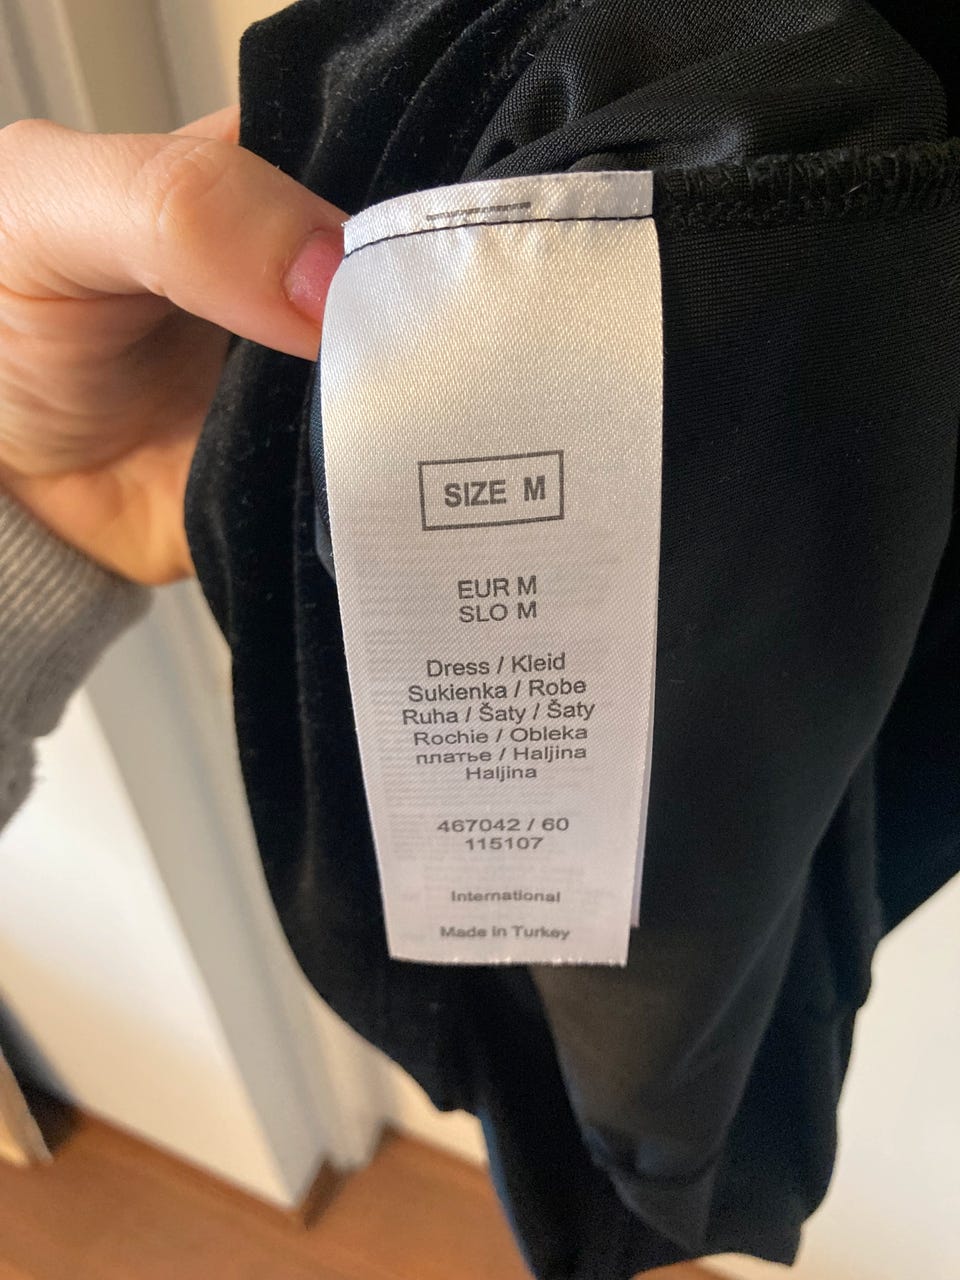 SIZE M
EUR M
SLO M
Dress / Kleid
Sukienka / Robe
Ruha / Šaty / Šaty
Rochie / Obleka
платье / Haljina
Haljina
467042 / 60
115107
International
Made in Turkey